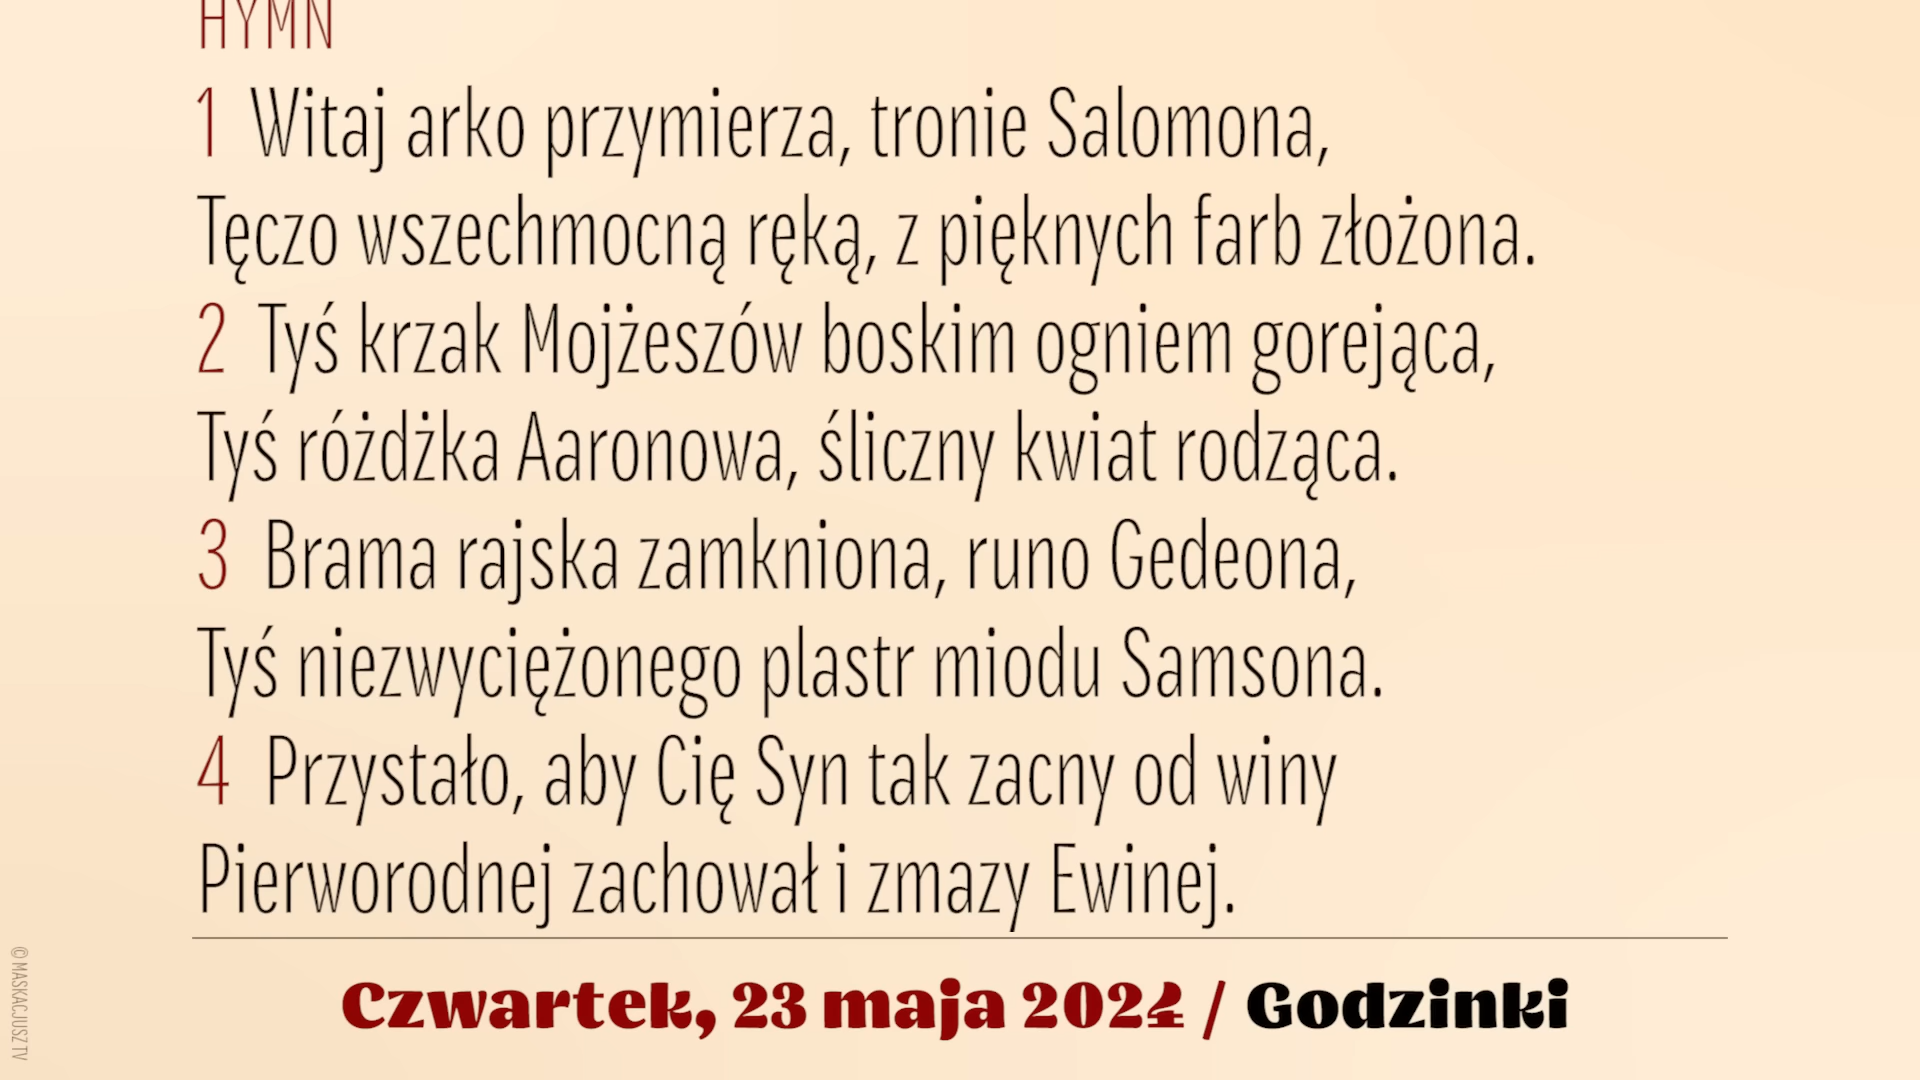 HYMN
1 Witaj arko przymierza, tronie Salomona,
Tęczo wszechmocną ręką, z pięknych farb złożona.
2 Tyś krzak Mojżeszów boskim ogniem gorejąca,
Tyś różdżka Aaronowa, śliczny kwiat rodząca.
3 Brama rajska zamkniona, runo Gedeona,
Tyś niezwyciężonego plastr miodu Samsona.
4 Przystało, aby Cię Syn tak zacny od winy
Pierworodnej zachował i zmazy Ewinej.
Czwartek, 23 maja 2024 / Godzinki
© MASKACJUSZ TV